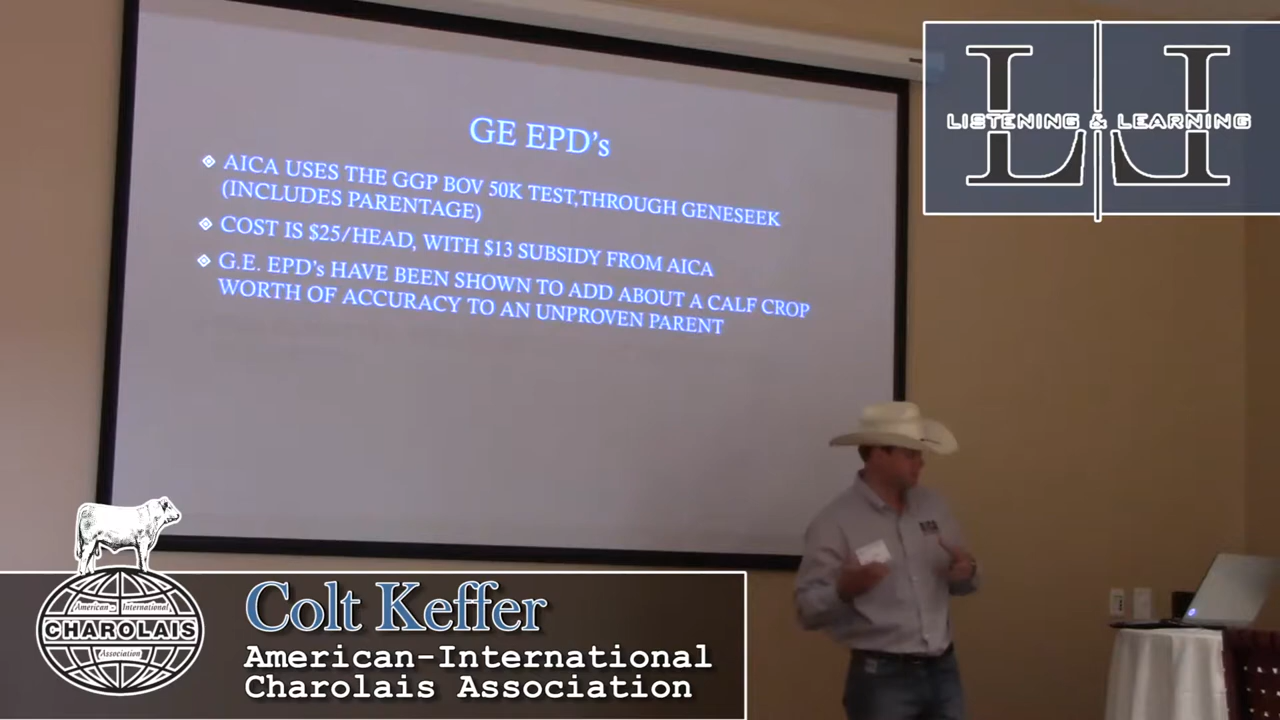 GE EPD's
AICA USES THE GGP BOV 50K TEST,THROUGH GENESEEK
(INCLUDES PARENTAGE)
COST IS $25/HEAD, WITH $13 SUBSIDY FROM AICA
G.E. EPD's HAVE BEEN SHOWN TO ADD ABOUT A CALF CROP
WORTH OF ACCURACY TO AN UNPROVEN PARENT
LL
LISTENING & LEARNING
American International
CHAROLAIS
Association
Colt Keffer
American-International
Charolais Association